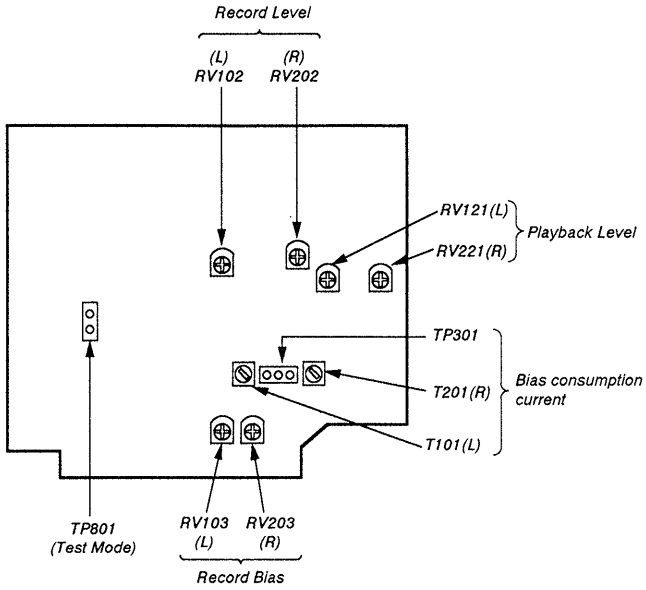 Record Level
(L)
RV102
(R)
RV202
RV121(L)
RV221(R)
Playback Level
TP301
T201(R)
T101(L)
Bias consumption
current
TP801
(Test Mode)
RV103
(L)
RV203
(R)
Record Bias